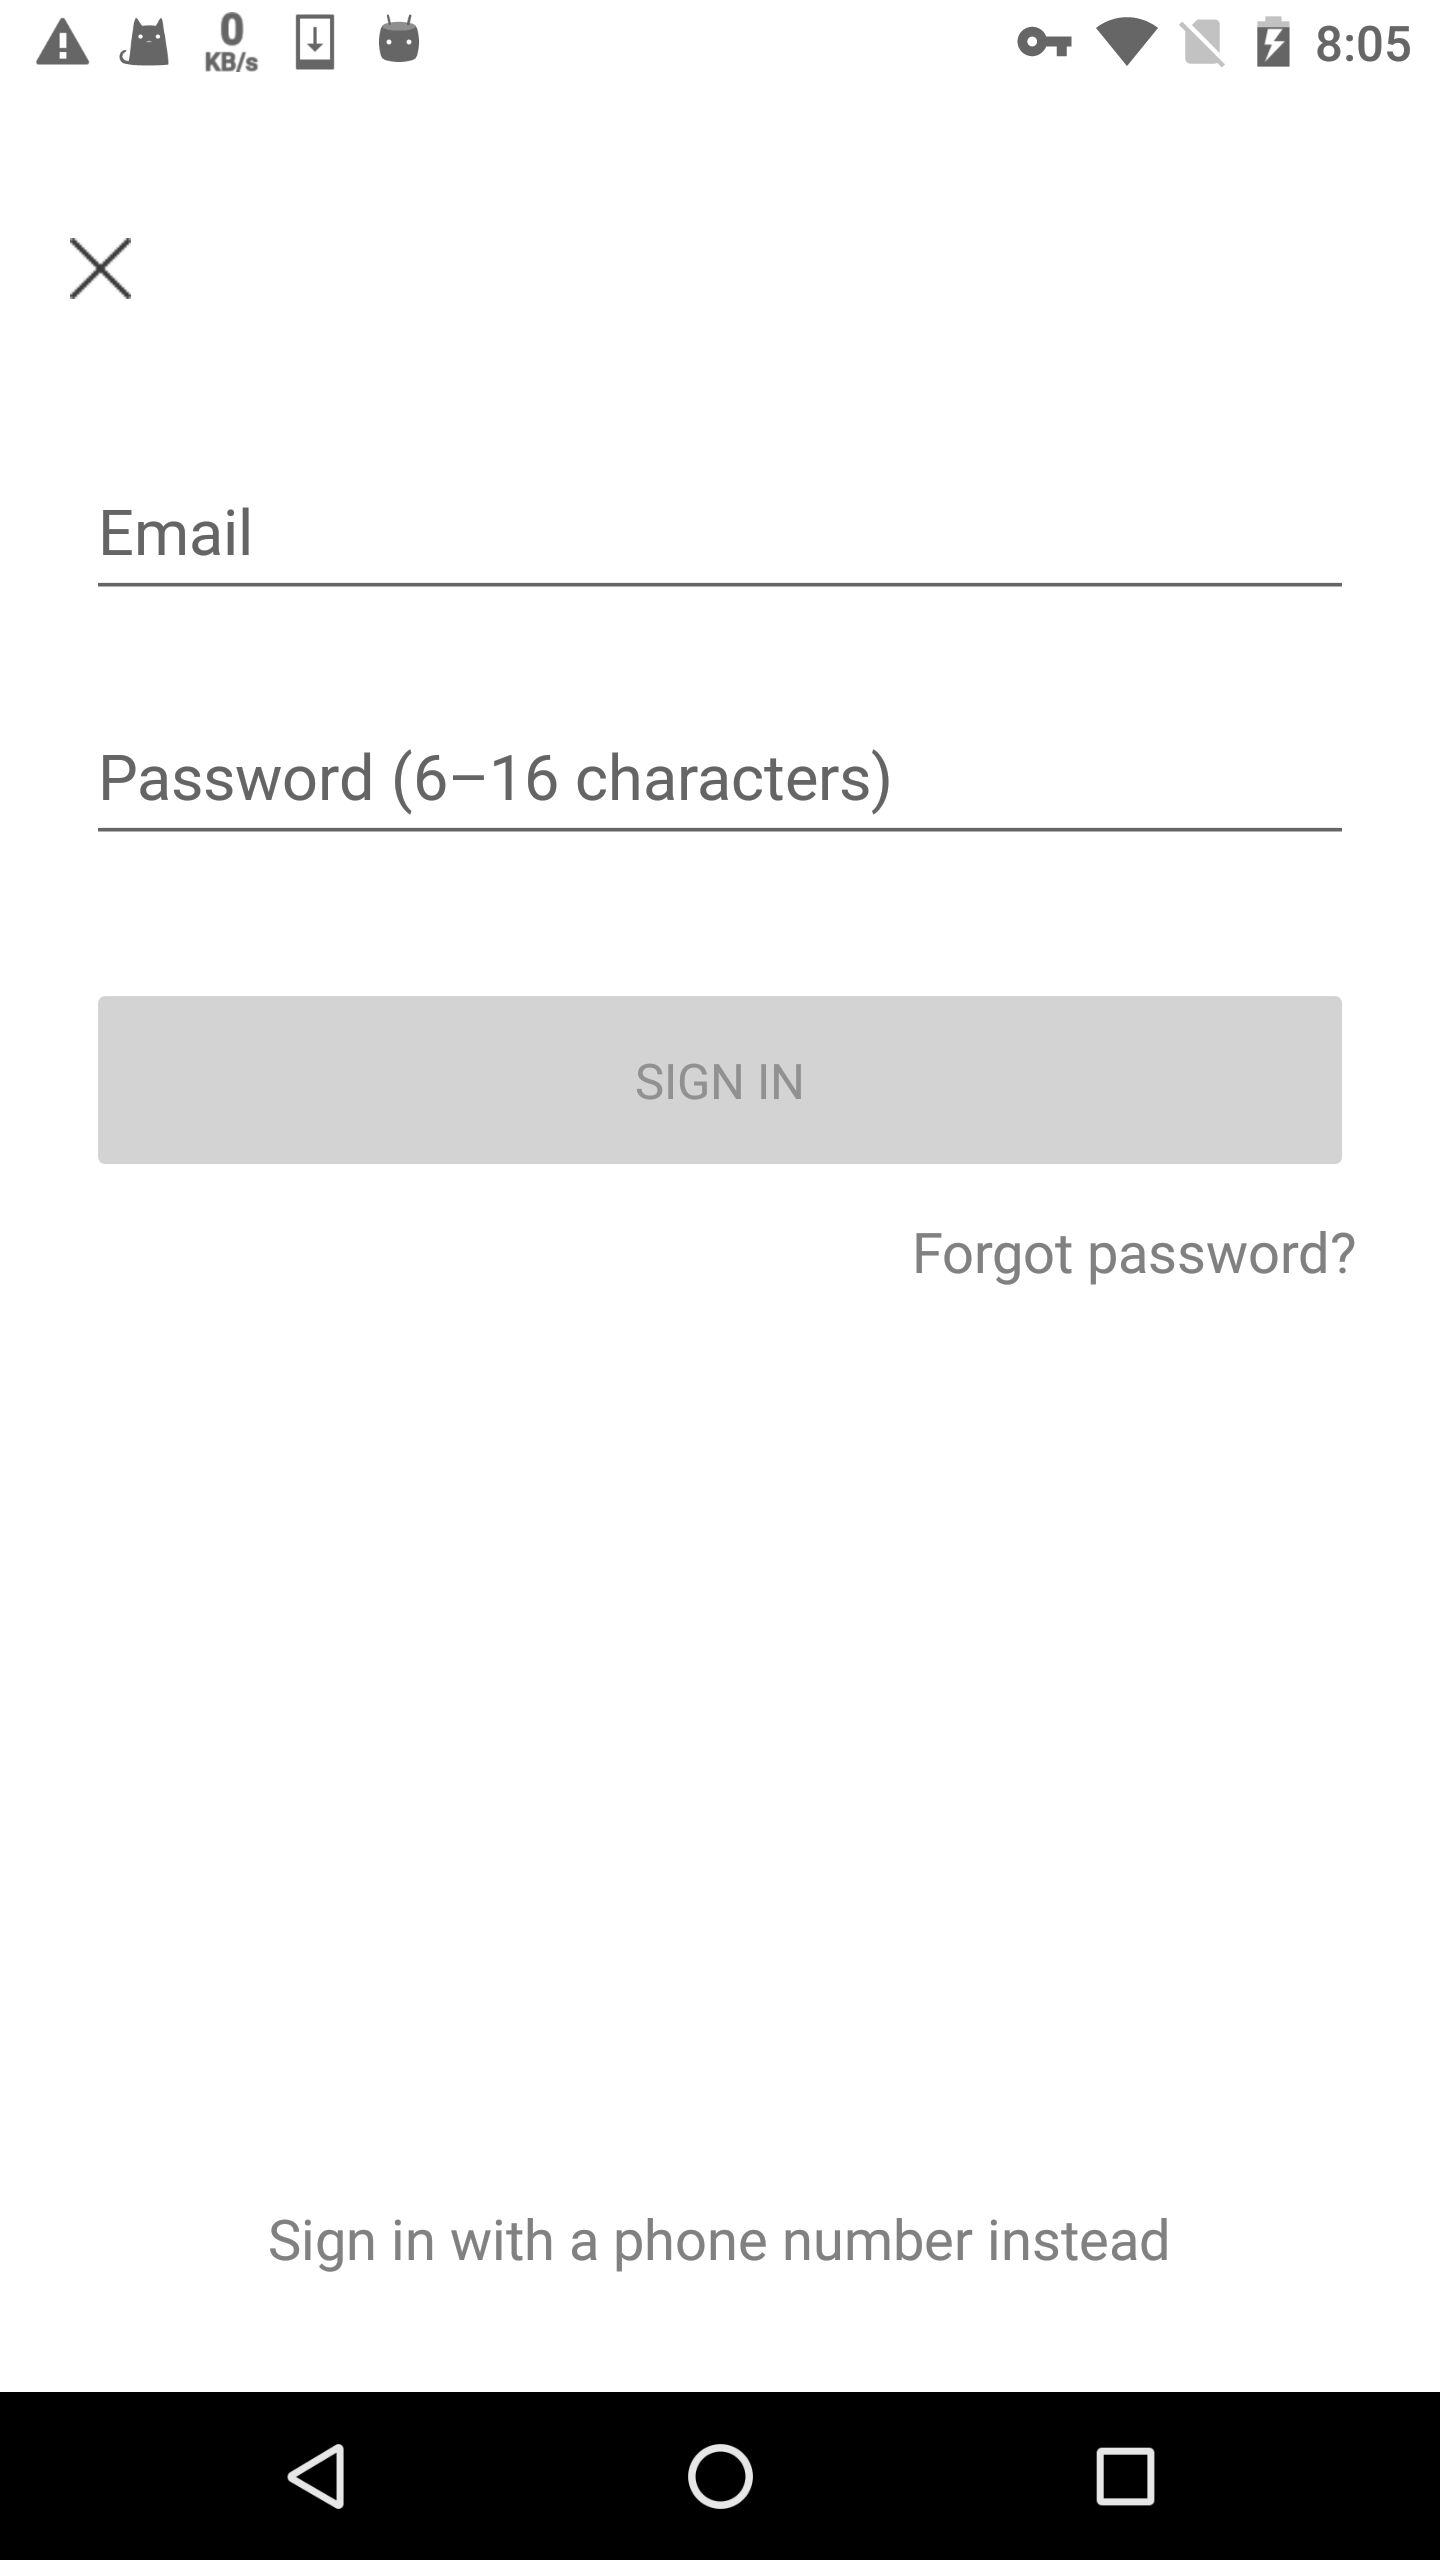 0
KB/s
8:05
Email
Password (6–16 characters)
SIGN IN
Forgot password?
Sign in with a phone number instead